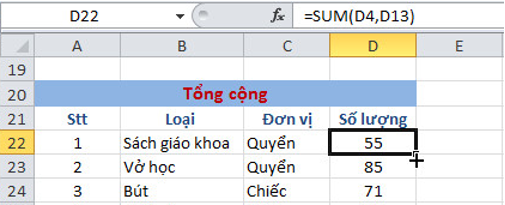 D22 fx =SUM(D4,D13)
A B C D E
19
20 Tổng cộng
21 Stt Loại Đơn vị Số lượng
22 1 Sách giáo khoa Quyển 55
23 2 Vở học Quyển 85
24 3 Bút Chiếc 71